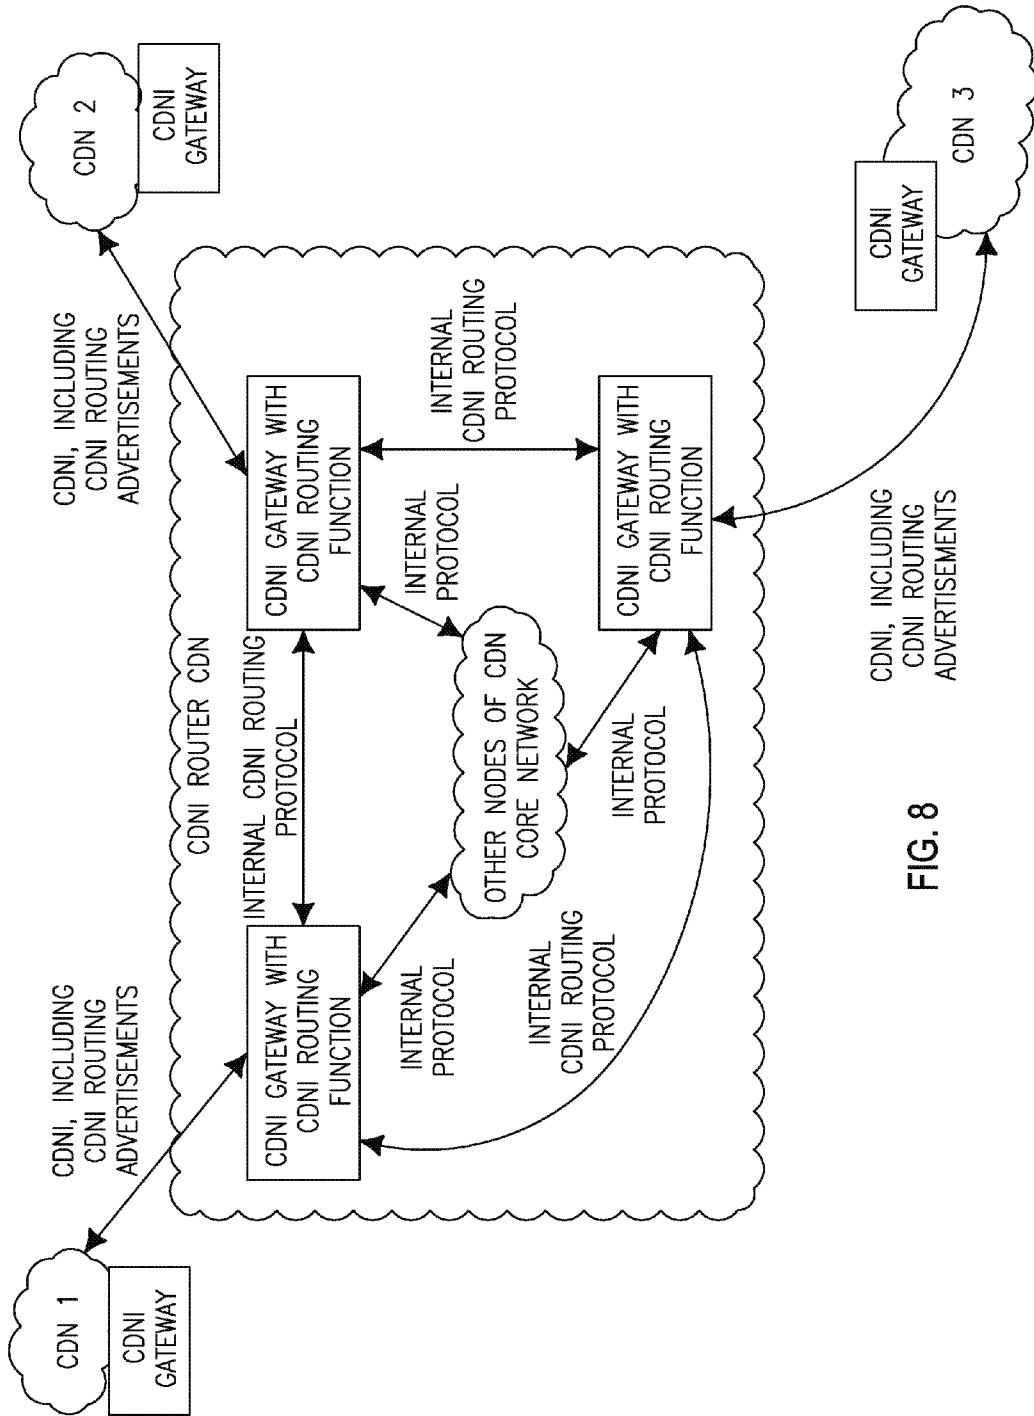 CDN 1
CDNI
GATEWAY
CDNI, INCLUDING
CDNI ROUTING
ADVERTISEMENTS
CDNI, INCLUDING
CDNI ROUTING
ADVERTISEMENTS
CDN 2
CDNI
GATEWAY
CDNI ROUTER CDN
CDNI GATEWAY WITH
CDNI ROUTING
FUNCTION
INTERNAL CDNI ROUTING
PROTOCOL
CDNI GATEWAY WITH
CDNI ROUTING
FUNCTION
INTERNAL
PROTOCOL
INTERNAL
PROTOCOL
INTERNAL
CDNI ROUTING
PROTOCOL
OTHER NODES OF CDN
CORE NETWORK
INTERNAL
CDNI ROUTING
PROTOCOL
INTERNAL
PROTOCOL
CDNI GATEWAY WITH
CDNI ROUTING
FUNCTION
CDNI, INCLUDING
CDNI ROUTING
ADVERTISEMENTS
CDNI
GATEWAY
CDN 3
FIG. 8